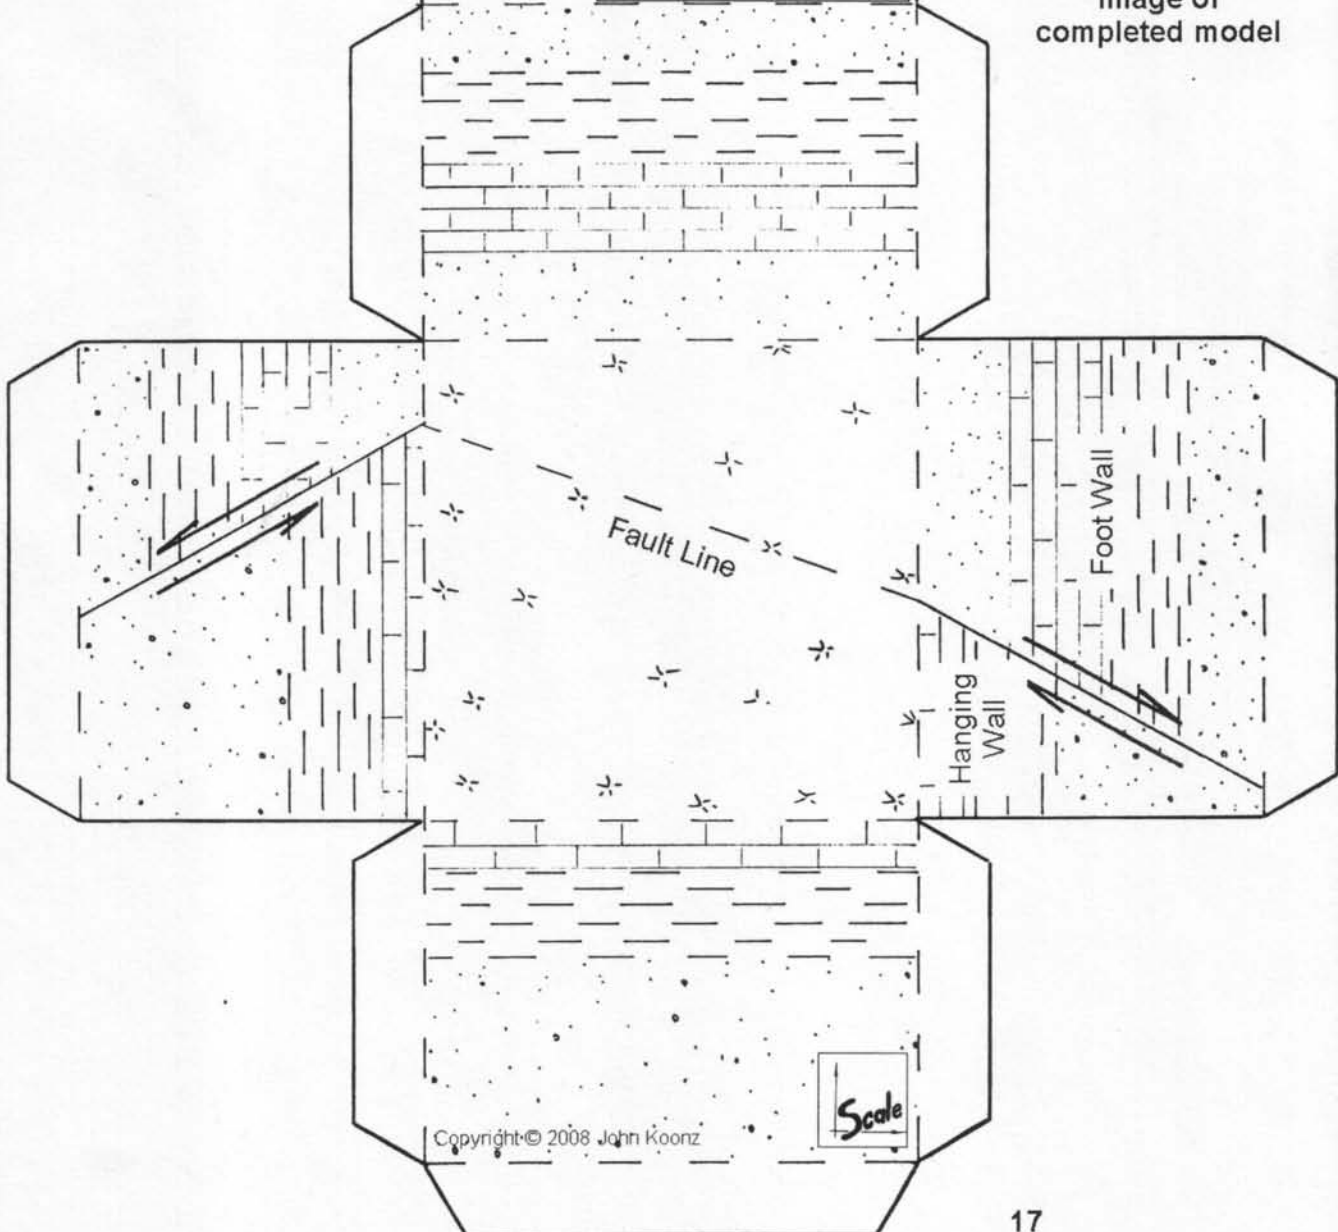 image of
completed model
Fault Line
Foot Wall
Hanging
Wall
Scale
Copyright © 2008 John Koonz
17